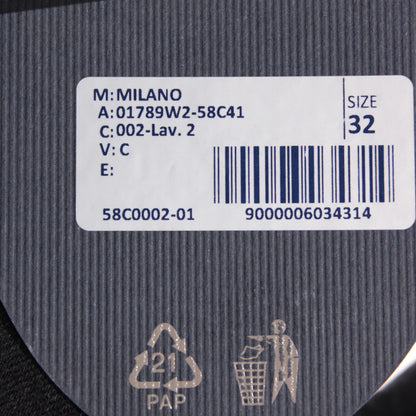 M: MILANO
A: 01789W2-58C41
C: 002-Lav. 2
V: C
E:
SIZE
32
58C0002-01
9000006034314
21
PAP